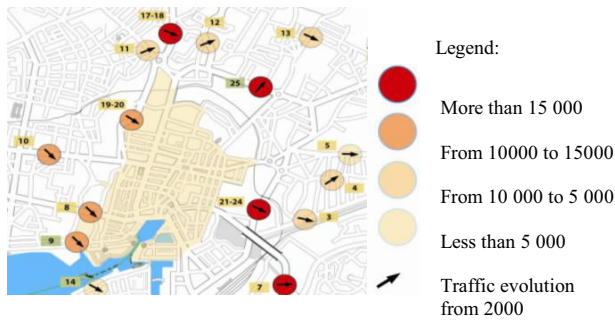 17-18
12
13
11
25
19-20
10
5
4
8
21-24
3
9
14
7
Legend:
More than 15 000
From 10000 to 15000
From 10 000 to 5 000
Less than 5 000
Traffic evolution
from 2000